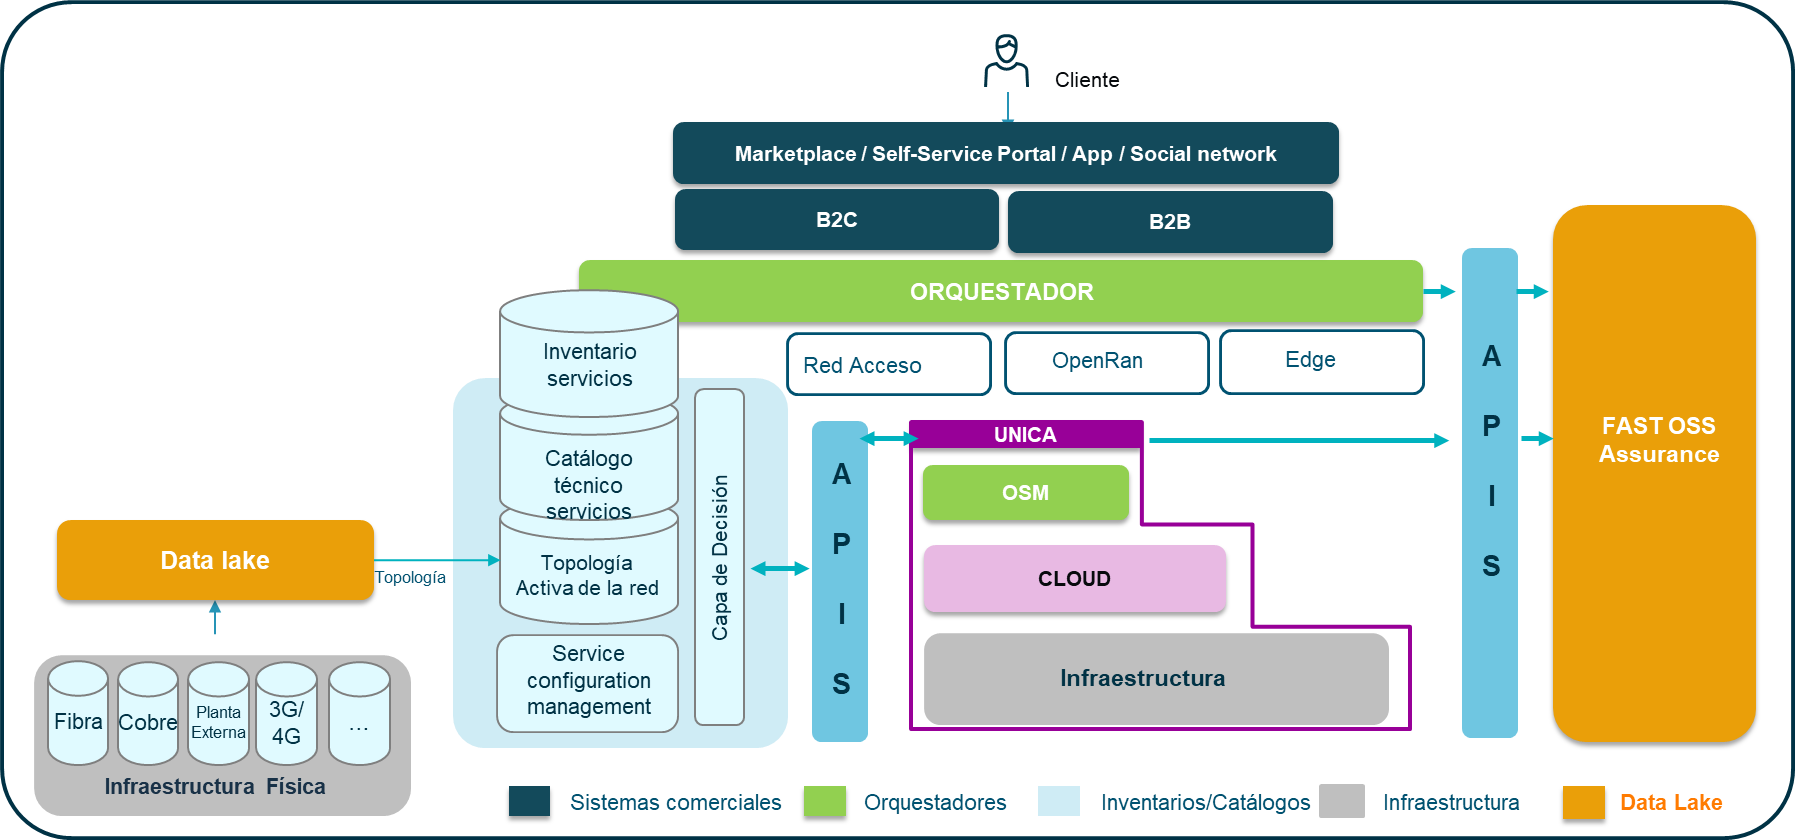 Cliente
Marketplace / Self-Service Portal / App / Social network
B2C
B2B
ORQUESTADOR
Inventario
servicios
Red Acceso
OpenRan
Edge
Catálogo
técnico
servicios
Topología
Activa de la red
Service
configuration
management
Capa de Decisión
A
P
I
S
UNICA
OSM
CLOUD
Infraestructura
A
P
I
S
FAST OSS
Assurance
Data lake
Topología
Fibra
Cobre
Planta
Externa
3G/
4G
...
Infraestructura Física
Sistemas comerciales
Orquestadores
Inventarios/Catálogos
Infraestructura
Data Lake